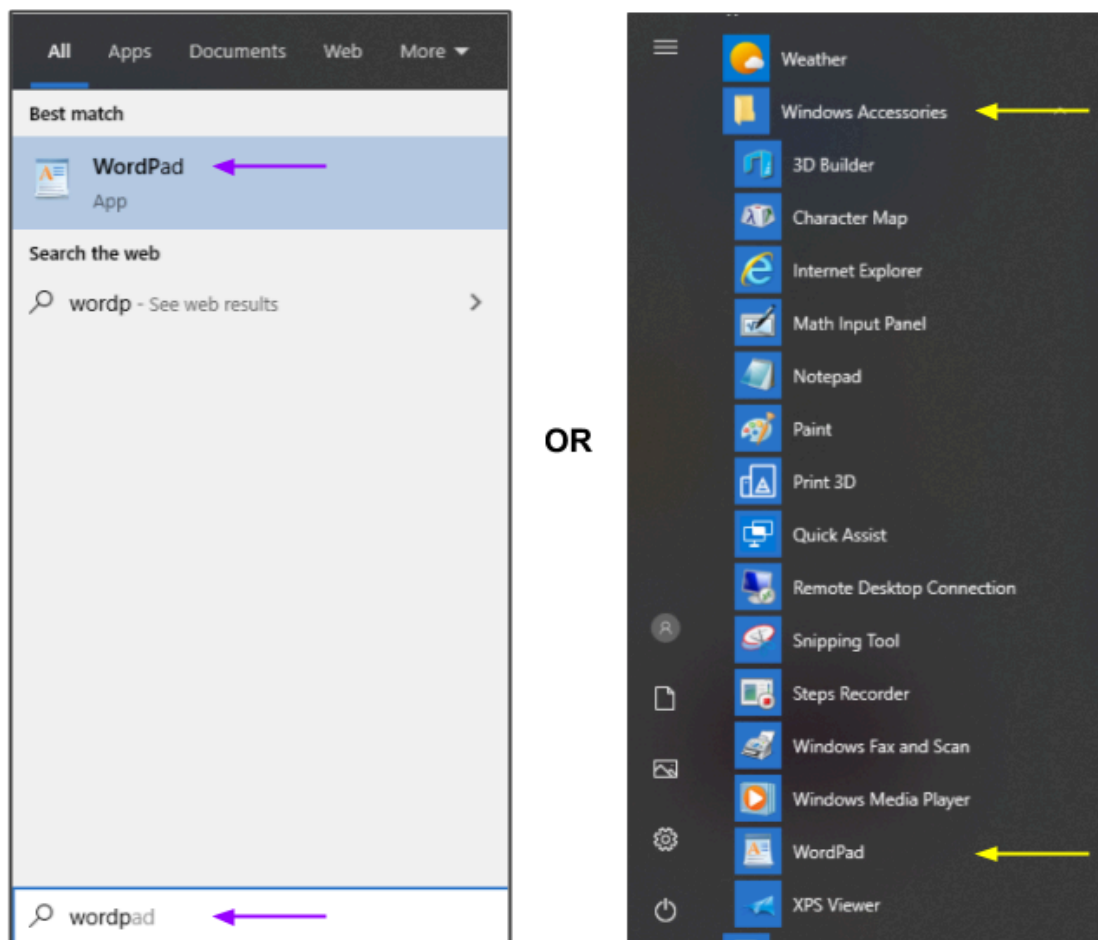 All Apps Documents Web More
Best match
WordPad
App
Search the web
wordp - See web results
wordpad
OR
Weather
Windows Accessories
3D Builder
Character Map
Internet Explorer
Math Input Panel
Notepad
Paint
Print 3D
Quick Assist
Remote Desktop Connection
Snipping Tool
Steps Recorder
Windows Fax and Scan
Windows Media Player
WordPad
XPS Viewer